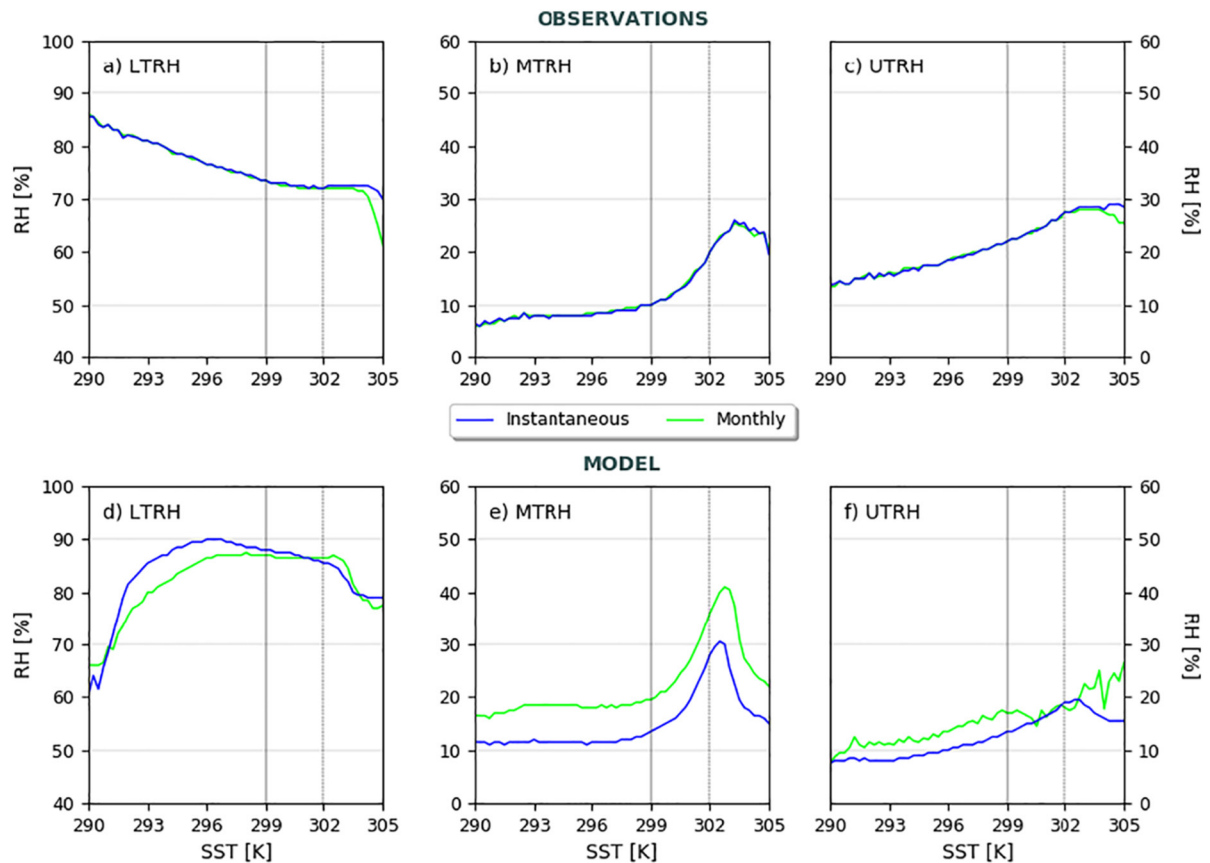 OBSERVATIONS
a) LTRH
b) MTRH
c) UTRH
100
90
80
70
60
50
40
RH [%]
60
50
40
30
20
10
0
60
50
40
30
20
10
0
RH [%]
290 293 296 299 302 305
290 293 296 299 302 305
290 293 296 299 302 305
Instantaneous Monthly
MODEL
d) LTRH
e) MTRH
f) UTRH
100
90
80
70
60
50
40
RH [%]
60
50
40
30
20
10
0
60
50
40
30
20
10
0
RH [%]
290 293 296 299 302 305
290 293 296 299 302 305
290 293 296 299 302 305
SST [K]
SST [K]
SST [K]